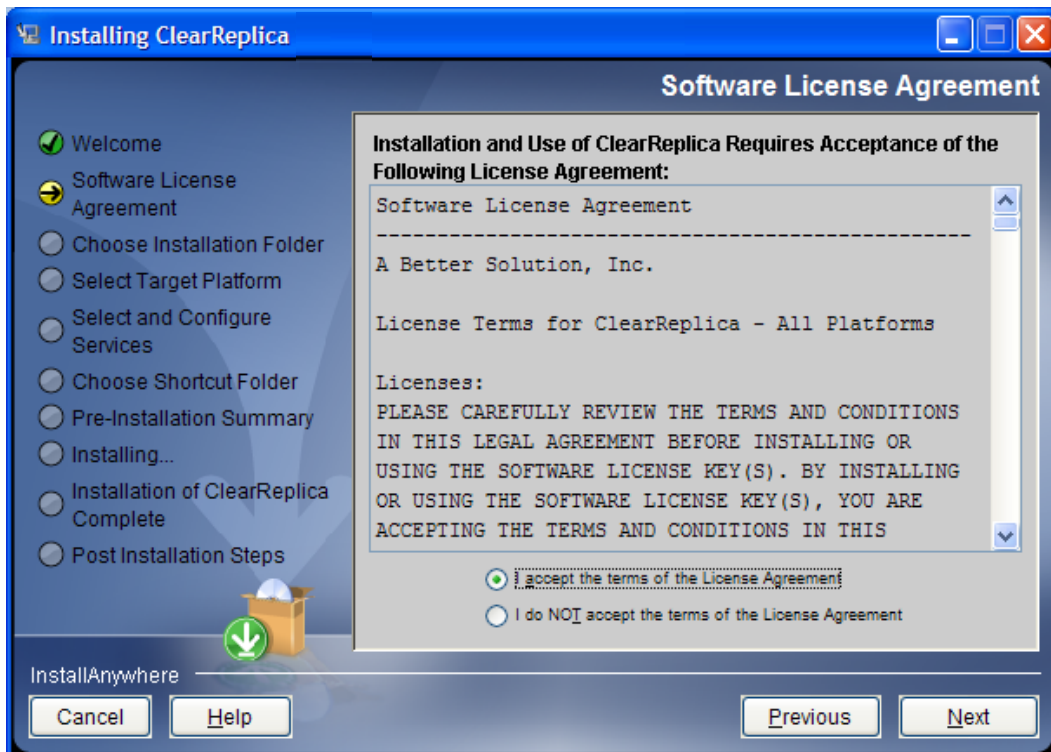 Installing ClearReplica
Software License Agreement
Welcome
Software License
Agreement
Choose Installation Folder
Select Target Platform
Select and Configure
Services
Choose Shortcut Folder
Pre-Installation Summary
Installing...
Installation of ClearReplica
Complete
Post Installation Steps
Installation and Use of ClearReplica Requires Acceptance of the
Following License Agreement:
Software License Agreement
-------------------------------------------------
A Better Solution, Inc.
License Terms for ClearReplica - All Platforms
Licenses:
PLEASE CAREFULLY REVIEW THE TERMS AND CONDITIONS
IN THIS LEGAL AGREEMENT BEFORE INSTALLING OR
USING THE SOFTWARE LICENSE KEY(S). BY INSTALLING
OR USING THE SOFTWARE LICENSE KEY(S), YOU ARE
ACCEPTING THE TERMS AND CONDITIONS IN THIS
I accept the terms of the License Agreement
I do NOT accept the terms of the License Agreement
InstallAnywhere
Cancel
Help
Previous
Next